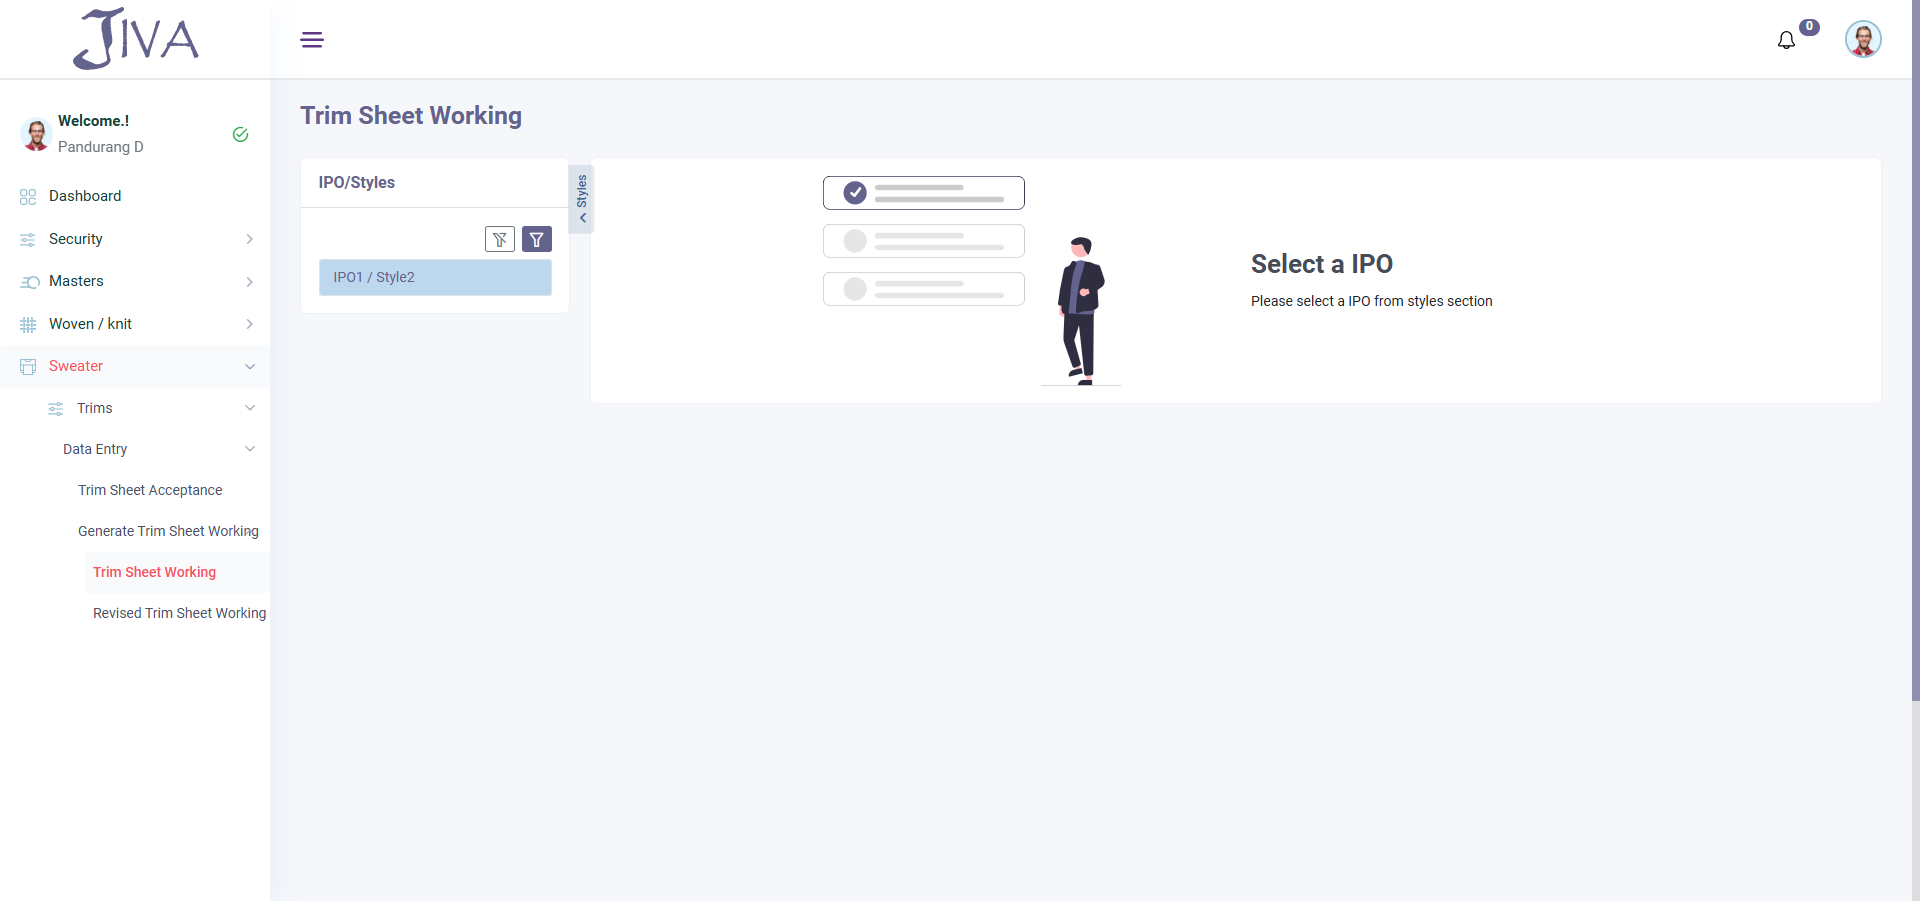 JIVA
0
Welcome.!
Pandurang D
Dashboard
Security
Masters
Woven / knit
Sweater
Trims
Data Entry
Trim Sheet Acceptance
Generate Trim Sheet Working
Trim Sheet Working
Revised Trim Sheet Working
Trim Sheet Working
IPO/Styles
IPO1 / Style2
Styles
Select a IPO
Please select a IPO from styles section